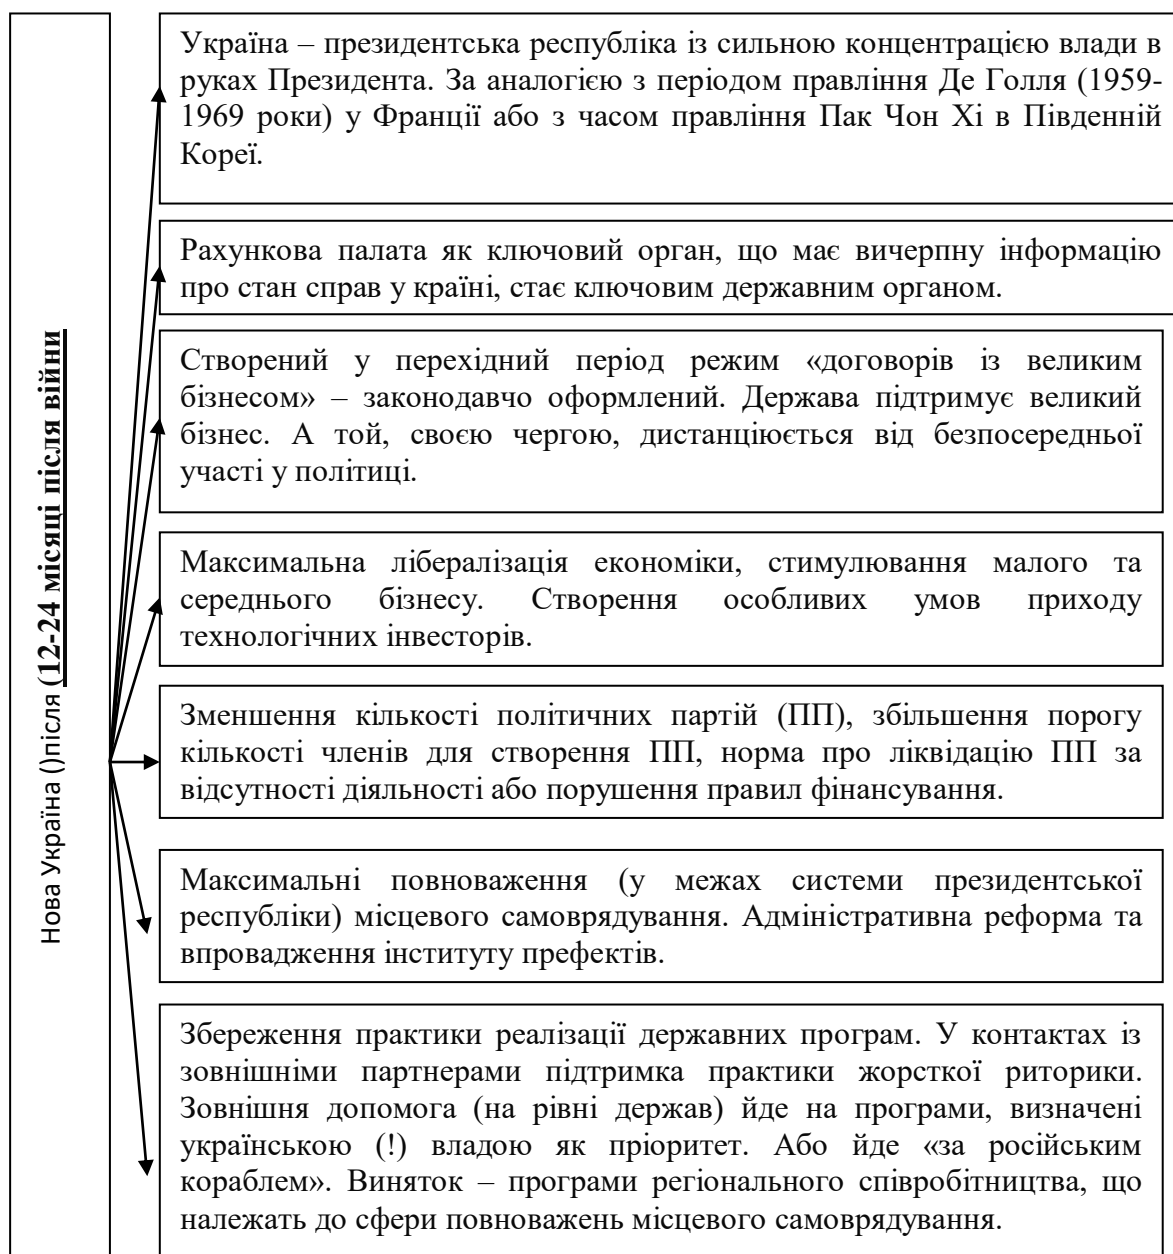 Нова Україна ()після (12-24 місяці після війни
Україна – президентська республіка із сильною концентрацією влади в
руках Президента. За аналогією з періодом правління Де Голля (1959-
1969 роки) у Франції або з часом правління Пак Чон Хі в Південній
Кореї.
Рахункова палата як ключовий орган, що має вичерпну інформацію
про стан справ у країні, стає ключовим державним органом.
Створений у перехідний період режим «договорів із великим
бізнесом» – законодавчо оформлений. Держава підтримує великий
бізнес. А той, своєю чергою, дистанціюється від безпосередньої
участі у політиці.
Максимальна лібералізація економіки, стимулювання малого та
середнього бізнесу. Створення особливих умов приходу
технологічних інвесторів.
Зменшення кількості політичних партій (ПП), збільшення порогу
кількості членів для створення ПП, норма про ліквідацію ПП за
відсутності діяльності або порушення правил фінансування.
Максимальні повноваження (у межах системи президентської
республіки) місцевого самоврядування. Адміністративна реформа та
впровадження інституту префектів.
Збереження практики реалізації державних програм. У контактах із
зовнішніми партнерами підтримка практики жорсткої риторики.
Зовнішня допомога (на рівні держав) йде на програми, визначені
українською (!) владою як пріоритет. Або йде «за російським
кораблем». Виняток – програми регіонального співробітництва, що
належать до сфери повноважень місцевого самоврядування.